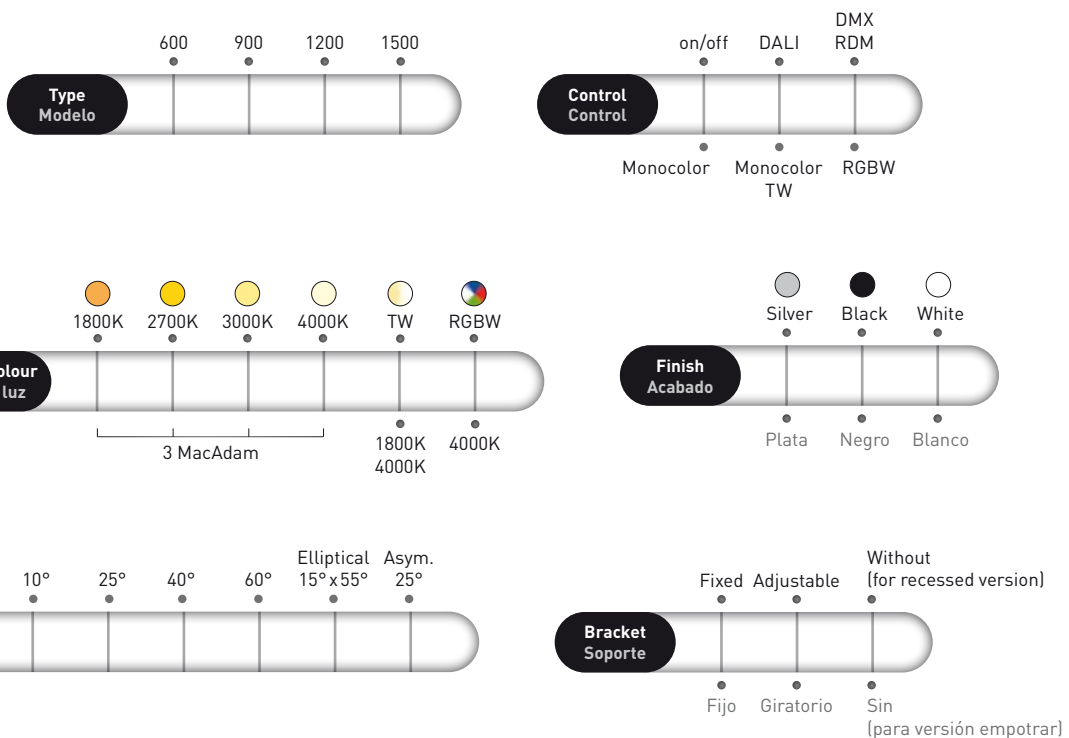 600 900 1200 1500
Type
Modelo
DMX
on/off DALI RDM
Control
Control
Monocolor Monocolor RGBW
TW
1800K 2700K 3000K 4000K TW RGBW
olour
luz
3 MacAdam
1800K 4000K
4000K
Silver Black White
Finish
Acabado
Plata Negro Blanco
Elliptical Asym.
10° 25° 40° 60° 15°x55° 25°
Without
Fixed Adjustable (for recessed version)
Bracket
Soporte
Fijo Giratorio Sin
(para versión empotrar)